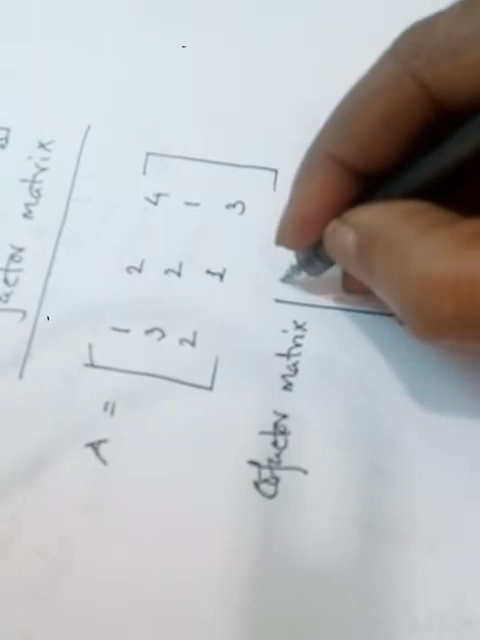 factor matrix
1 2 4
A = 3 2 1
2 1 3
Cofactor matrix